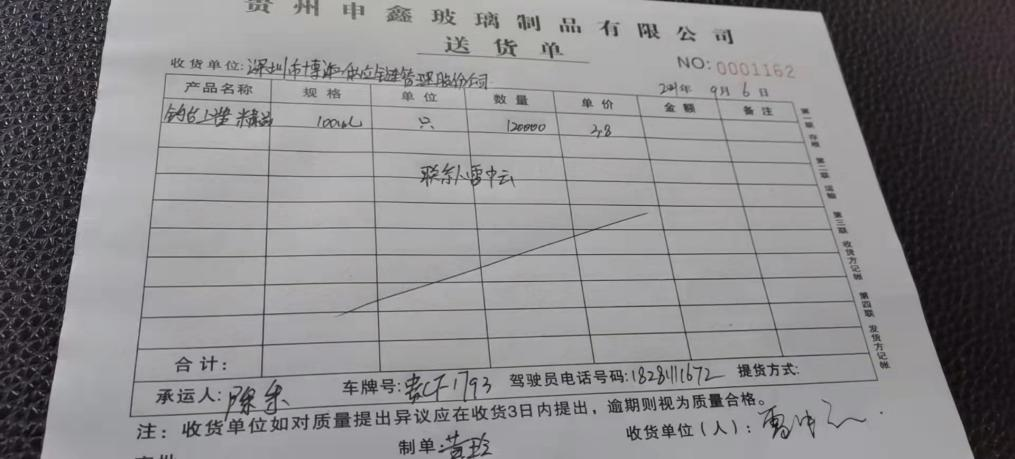 贵州申鑫玻璃制品有限公司
送货单
NO:0001162
收货单位:深圳市博海供应链管理股份公司
2021年 9月 6日
产品名称 规格 单位 数量 单价 金额 备注
100mL 只 120000 2.8
联系人雷中云
合计:
承运人: 车牌号:贵CF1793 驾驶员电话号码:18284111672 提货方式:
注:收货单位如对质量提出异议应在收货3日内提出,逾期则视为质量合格。
制单:黄玲 收货单位(人):雷中云
第一联 存根 第二联 运输 第三联 收货方记帐 第四联 发货方记帐